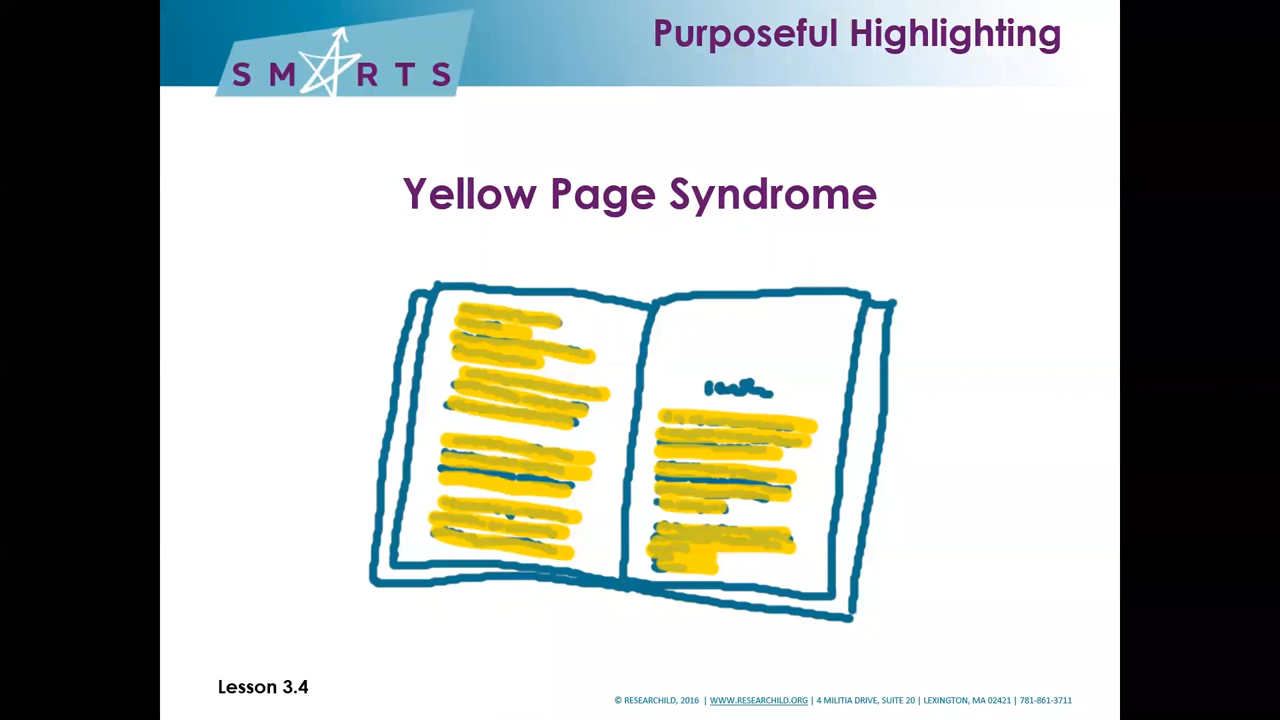 Purposeful Highlighting
SMARTS
Yellow Page Syndrome
Lesson 3.4
© RESEARCHILD, 2016 | WWW.RESEARCHILD.ORG | 4 MILITIA DRIVE, SUITE 20 | LEXINGTON, MA 02421 | 781-861-3711